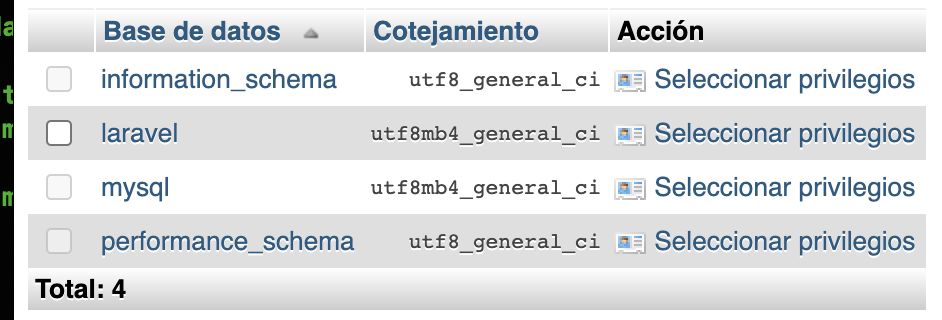 Base de datos Cotejamiento Acción
information_schema utf8_general_ci Seleccionar privilegios
laravel utf8mb4_general_ci Seleccionar privilegios
mysql utf8mb4_general_ci Seleccionar privilegios
performance_schema utf8_general_ci Seleccionar privilegios
Total: 4